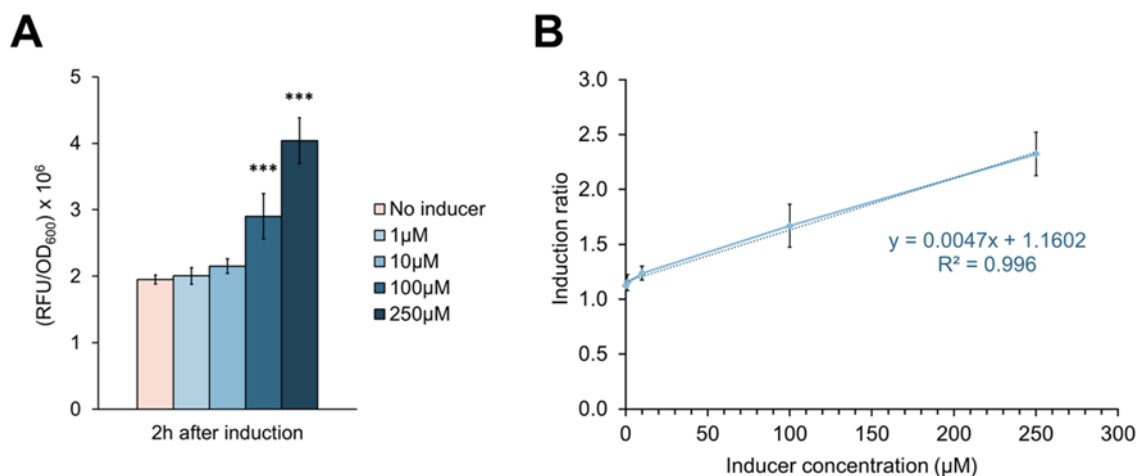 A
(RFU/OD₆₀₀) x 10⁶
5
4
3
2
1
0
***
***
2h after induction
No inducer
1µM
10µM
100µM
250µM
B
Induction ratio
3.0
2.5
2.0
1.5
1.0
0.5
0.0
y = 0.0047x + 1.1602
R² = 0.996
0 50 100 150 200 250 300
Inducer concentration (µM)